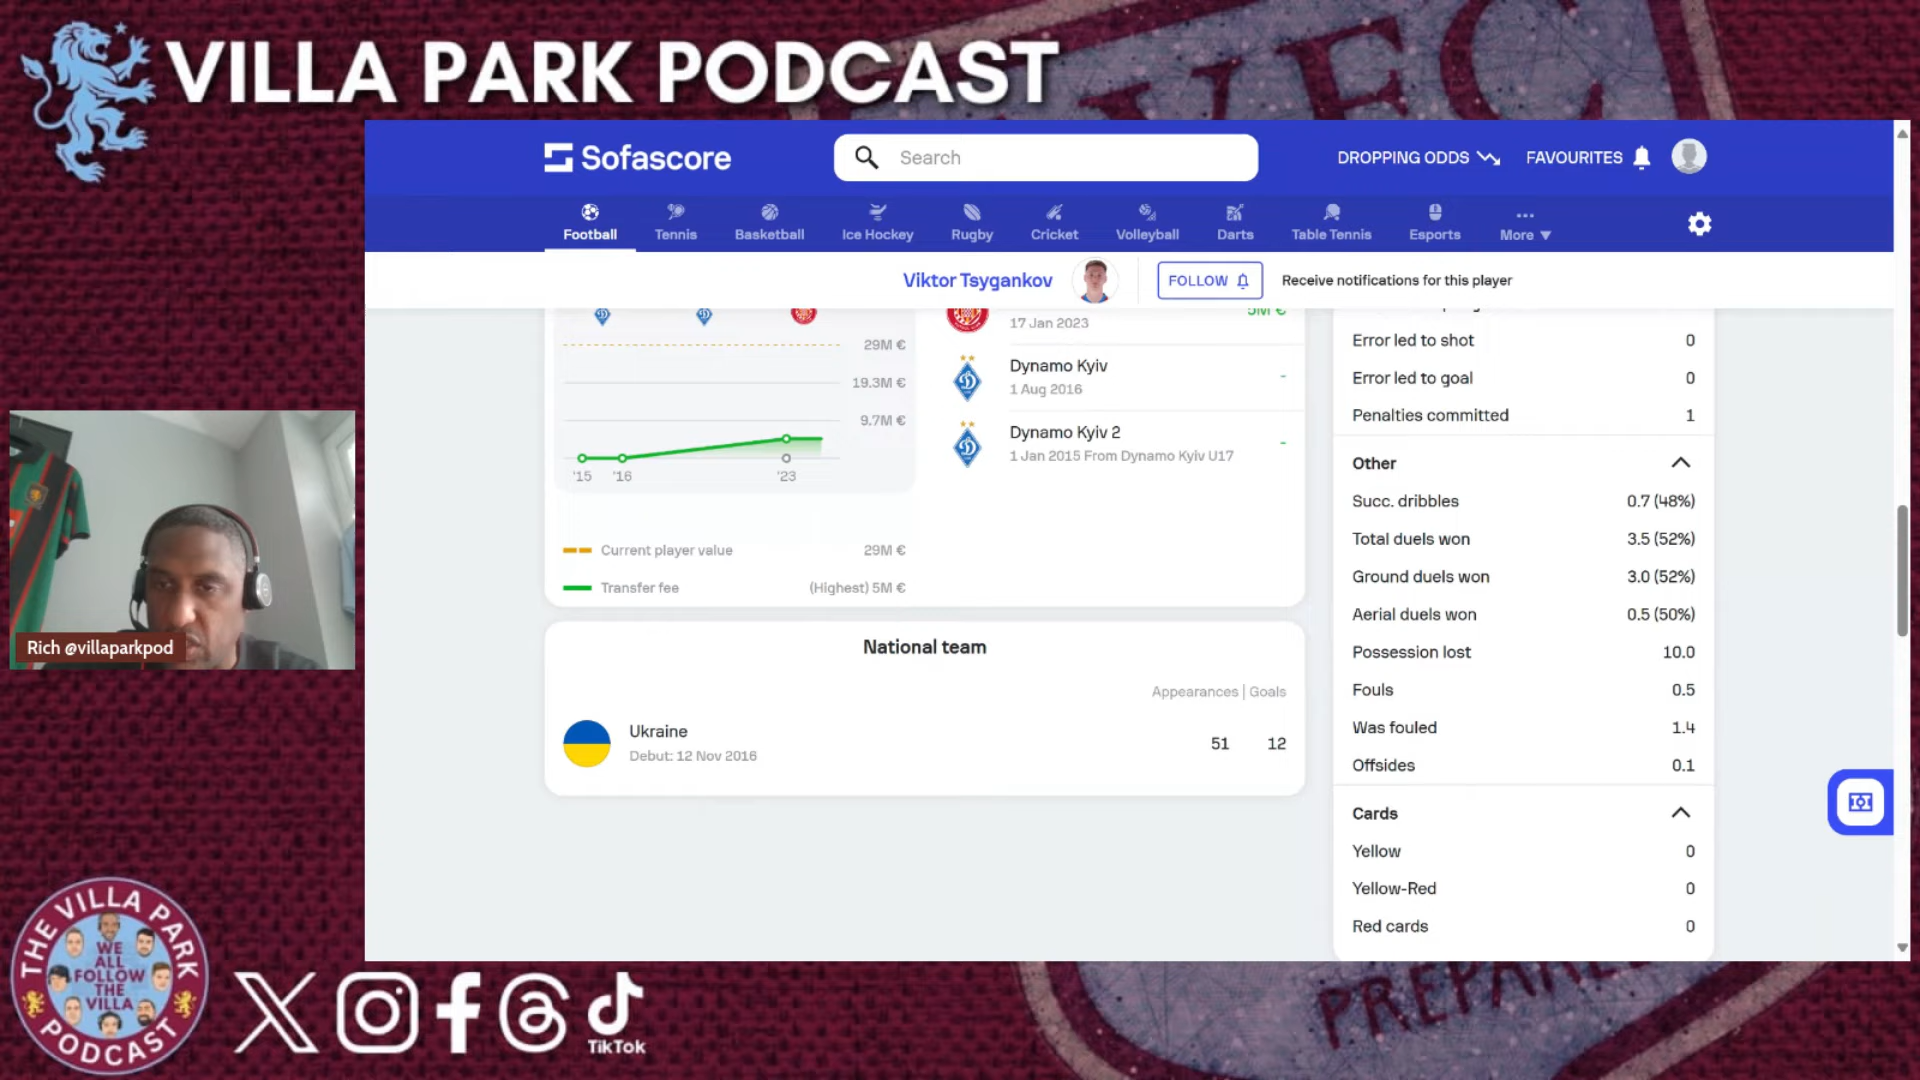 VILLA PARK PODCAST
Sofascore
Search
DROPPING ODDS
FAVOURITES
Football
Tennis
Basketball
Ice Hockey
Rugby
Cricket
Volleyball
Darts
Table Tennis
Esports
More
Viktor Tsygankov
FOLLOW
Receive notifications for this player
29M €
19.3M €
9.7M €
'15
'16
'23
Current player value 29M €
Transfer fee (Highest) 5M €
17 Jan 2023 5M €
Dynamo Kyiv -
1 Aug 2016
Dynamo Kyiv 2 -
1 Jan 2015 From Dynamo Kyiv U17
National team
Appearances | Goals
Ukraine 51 12
Debut: 12 Nov 2016
Error led to shot 0
Error led to goal 0
Penalties committed 1
Other
Succ. dribbles 0.7 (48%)
Total duels won 3.5 (52%)
Ground duels won 3.0 (52%)
Aerial duels won 0.5 (50%)
Possession lost 10.0
Fouls 0.5
Was fouled 1.4
Offsides 0.1
Cards
Yellow 0
Yellow-Red 0
Red cards 0
Rich @villaparkpod
THE VILLA PARK
WE
ALL
FOLLOW
THE
VILLA
PODCAST
TikTok